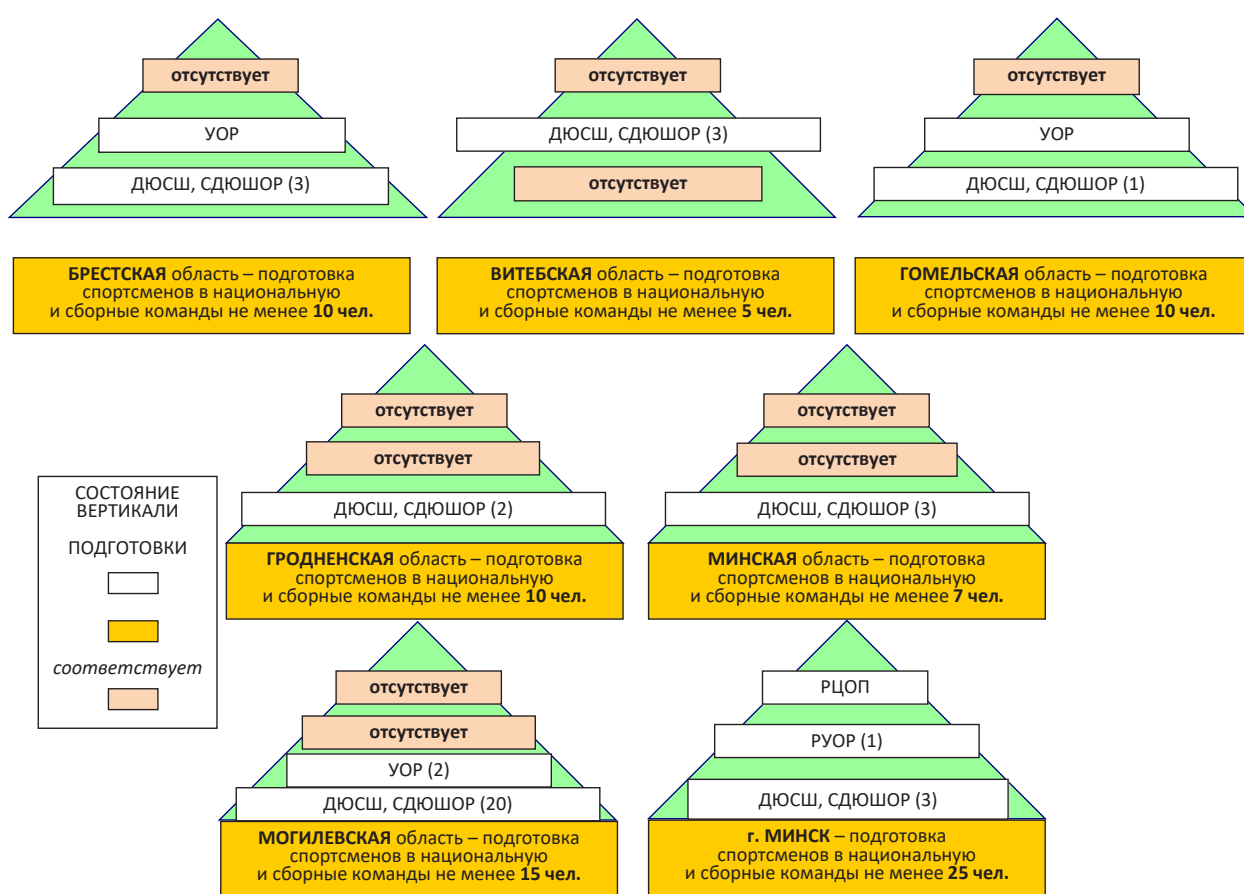 отсутствует
УОР
ДЮСШ, СДЮШОР (3)
БРЕСТСКАЯ область – подготовка
спортсменов в национальную
и сборные команды не менее 10 чел.
отсутствует
ДЮСШ, СДЮШОР (3)
отсутствует
ВИТЕБСКАЯ область – подготовка
спортсменов в национальную
и сборные команды не менее 5 чел.
отсутствует
УОР
ДЮСШ, СДЮШОР (1)
ГОМЕЛЬСКАЯ область – подготовка
спортсменов в национальную
и сборные команды не менее 10 чел.
СОСТОЯНИЕ
ВЕРТИКАЛИ
ПОДГОТОВКИ
соответствует
отсутствует
отсутствует
ДЮСШ, СДЮШОР (2)
ГРОДНЕНСКАЯ область – подготовка
спортсменов в национальную
и сборные команды не менее 10 чел.
отсутствует
отсутствует
ДЮСШ, СДЮШОР (3)
МИНСКАЯ область – подготовка
спортсменов в национальную
и сборные команды не менее 7 чел.
отсутствует
отсутствует
УОР (2)
ДЮСШ, СДЮШОР (20)
МОГИЛЕВСКАЯ область – подготовка
спортсменов в национальную
и сборные команды не менее 15 чел.
РЦОП
РУОР (1)
ДЮСШ, СДЮШОР (3)
г. МИНСК – подготовка
спортсменов в национальную
и сборные команды не менее 25 чел.